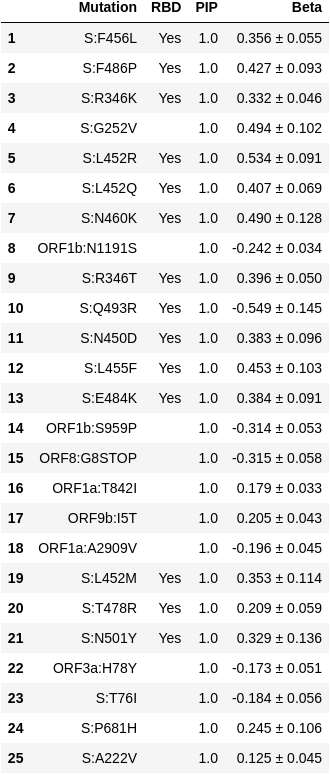 Mutation RBD PIP Beta
1 S:F456L Yes 1.0 0.356 ± 0.055
2 S:F486P Yes 1.0 0.427 ± 0.093
3 S:R346K Yes 1.0 0.332 ± 0.046
4 S:G252V 1.0 0.494 ± 0.102
5 S:L452R Yes 1.0 0.534 ± 0.091
6 S:L452Q Yes 1.0 0.407 ± 0.069
7 S:N460K Yes 1.0 0.490 ± 0.128
8 ORF1b:N1191S 1.0 -0.242 ± 0.034
9 S:R346T Yes 1.0 0.396 ± 0.050
10 S:Q493R Yes 1.0 -0.549 ± 0.145
11 S:N450D Yes 1.0 0.383 ± 0.096
12 S:L455F Yes 1.0 0.453 ± 0.103
13 S:E484K Yes 1.0 0.384 ± 0.091
14 ORF1b:S959P 1.0 -0.314 ± 0.053
15 ORF8:G8STOP 1.0 -0.315 ± 0.058
16 ORF1a:T842I 1.0 0.179 ± 0.033
17 ORF9b:I5T 1.0 0.205 ± 0.043
18 ORF1a:A2909V 1.0 -0.196 ± 0.045
19 S:L452M Yes 1.0 0.353 ± 0.114
20 S:T478R Yes 1.0 0.209 ± 0.059
21 S:N501Y Yes 1.0 0.329 ± 0.136
22 ORF3a:H78Y 1.0 -0.173 ± 0.051
23 S:T76I 1.0 -0.184 ± 0.056
24 S:P681H 1.0 0.245 ± 0.106
25 S:A222V 1.0 0.125 ± 0.045